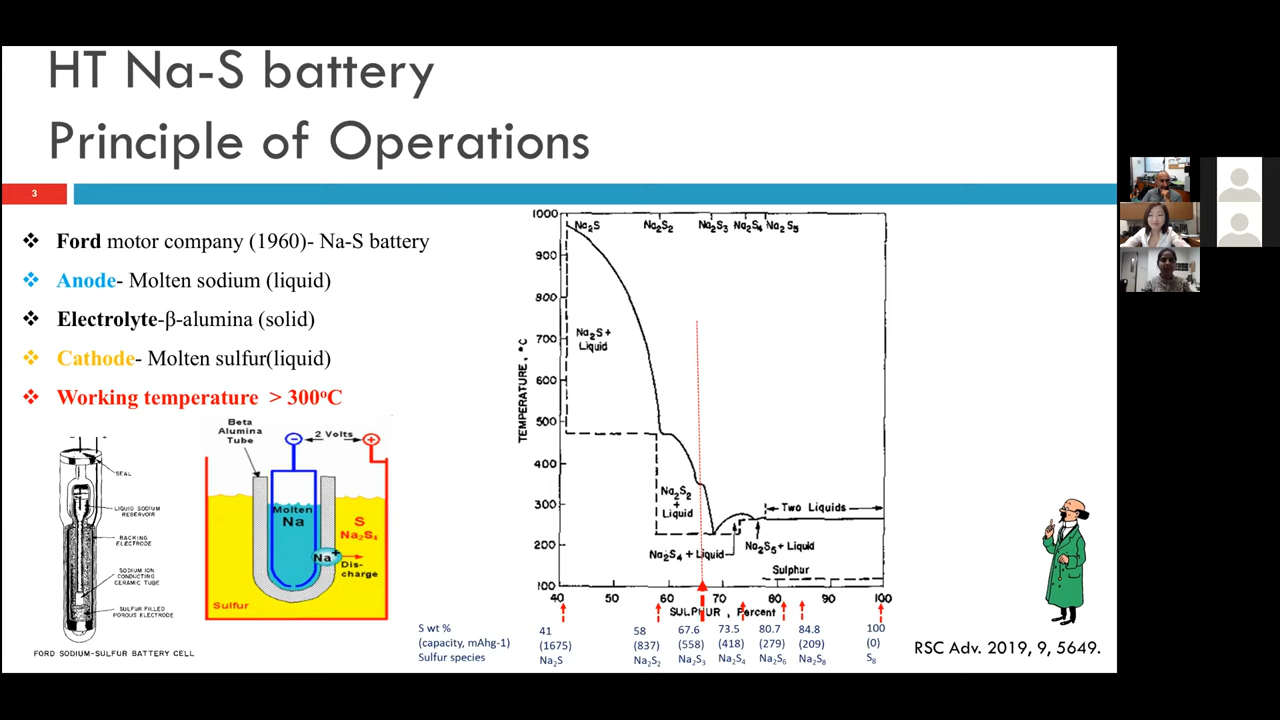 HT Na-S battery
Principle of Operations
3
❖ Ford motor company (1960)- Na-S battery
❖ Anode- Molten sodium (liquid)
❖ Electrolyte-β-alumina (solid)
❖ Cathode- Molten sulfur(liquid)
❖ Working temperature > 300°C
SEAL
LIQUID SODIUM
RESERVOIR
BACKING
ELECTRODE
SODIUM ION
CONDUCTING
CERAMIC TUBE
SULFUR FILLED
POROUS ELECTRODE
FORD SODIUM-SULFUR BATTERY CELL
Beta
Alumina
Tube
−
2 Volts
+
Molten
Na
S
Na₂S₄
Na⁺
Dis-
charge
Sulfur
TEMPERATURE, °C
1000
900
800
700
600
500
400
300
200
100
Na₂S Na₂S₂ Na₂S₃ Na₂S₄ Na₂S₅
Na₂S +
Liquid
Na₂S₂
+
Liquid
Two Liquids
Na₂S₄ + Liquid
Na₂S₅ + Liquid
Sulphur
40 50 60 70 80 90 100
SULPHUR, Percent
S wt % 41 58 67.6 73.5 80.7 84.8 100
(capacity, mAhg-1) (1675) (837) (558) (418) (279) (209) (0)
Sulfur species Na₂S Na₂S₂ Na₂S₃ Na₂S₄ Na₂S₆ Na₂S₈ S₈
RSC Adv. 2019, 9, 5649.